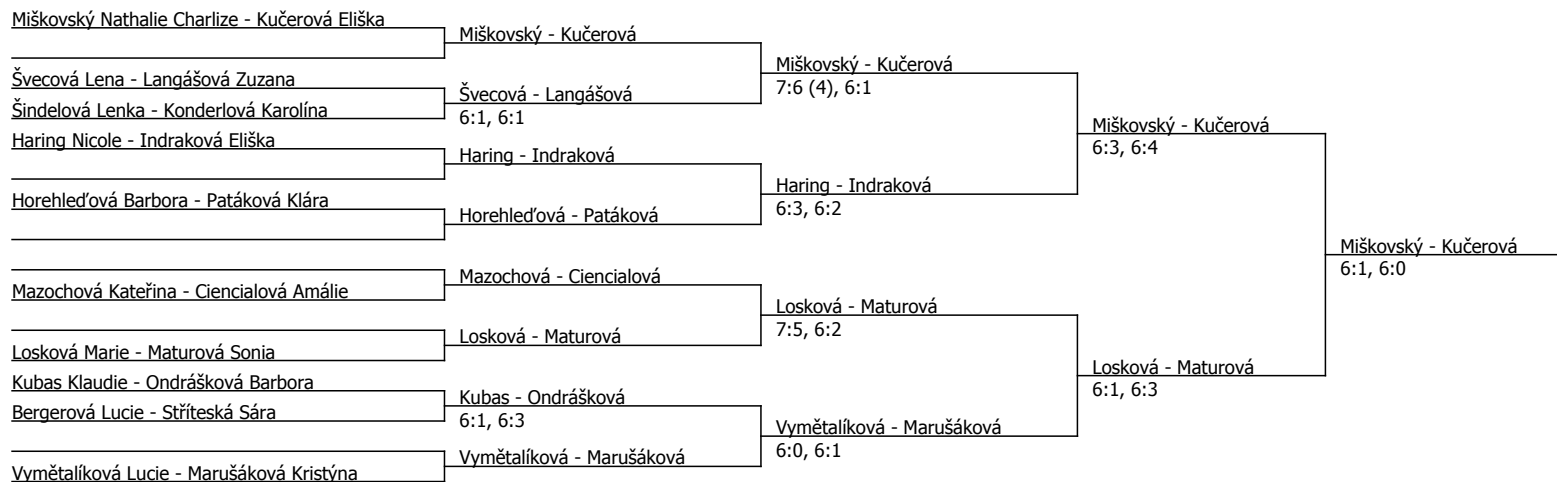 Miškovský Nathalie Charlize - Kučerová Eliška
Švecová Lena - Langášová Zuzana
Šindelová Lenka - Konderlová Karolína
Haring Nicole - Indraková Eliška
Horehleďová Barbora - Patáková Klára
Mazochová Kateřina - Ciencialová Amálie
Losková Marie - Maturová Sonia
Kubas Klaudie - Ondrášková Barbora
Bergerová Lucie - Stříteská Sára
Vymětalíková Lucie - Marušáková Kristýna
Miškovský - Kučerová
Švecová - Langášová
6:1, 6:1
Haring - Indraková
Horehleďová - Patáková
Mazochová - Ciencialová
Losková - Maturová
Kubas - Ondrášková
6:1, 6:3
Vymětalíková - Marušáková
Miškovský - Kučerová
7:6 (4), 6:1
Haring - Indraková
6:3, 6:2
Losková - Maturová
7:5, 6:2
Vymětalíková - Marušáková
6:0, 6:1
Miškovský - Kučerová
6:3, 6:4
Losková - Maturová
6:1, 6:3
Miškovský - Kučerová
6:1, 6:0